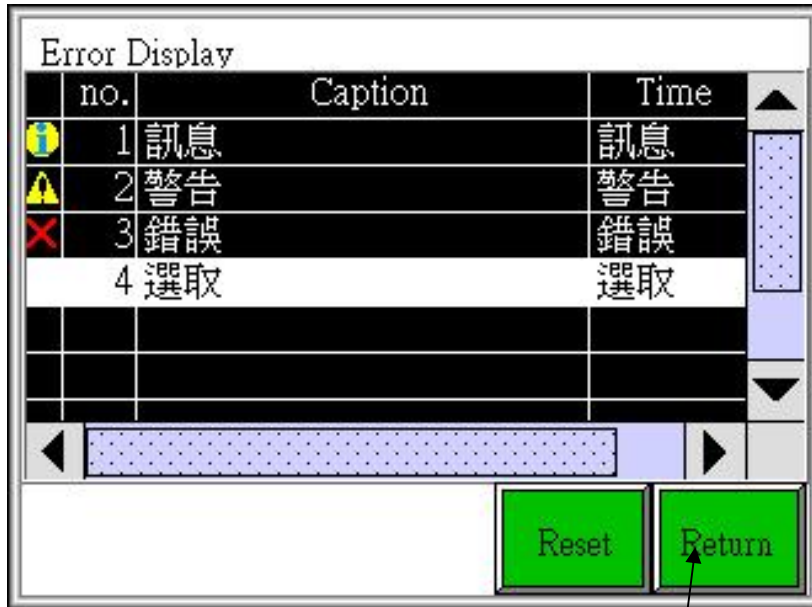 Error Display
no. Caption Time
1 訊息 訊息
2 警告 警告
3 錯誤 錯誤
4 選取 選取
Reset Return